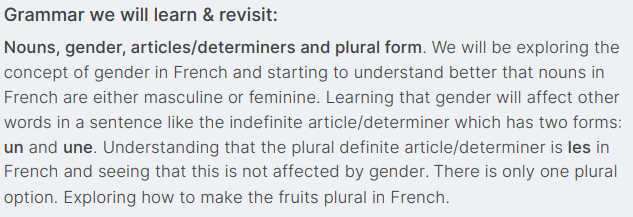 Grammar we will learn & revisit:
Nouns, gender, articles/determiners and plural form. We will be exploring the
concept of gender in French and starting to understand better that nouns in
French are either masculine or feminine. Learning that gender will affect other
words in a sentence like the indefinite article/determiner which has two forms:
un and une. Understanding that the plural definite article/determiner is les in
French and seeing that this is not affected by gender. There is only one plural
option. Exploring how to make the fruits plural in French.